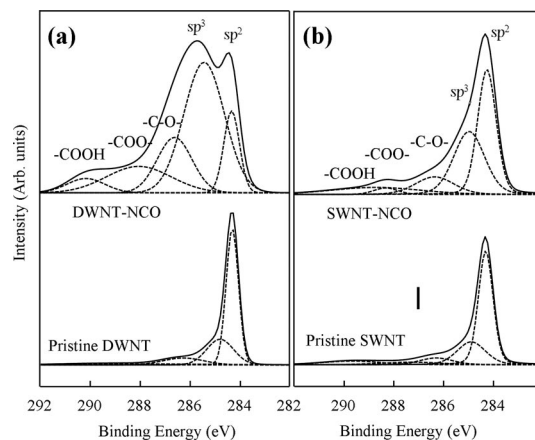 (a)
sp3
sp2
-C-O-
-COO-
-COOH
DWNT-NCO
Pristine DWNT
292 290 288 286 284 282
Binding Energy (eV)
Intensity (Arb. units)
(b)
sp2
sp3
-C-O-
-COO-
-COOH
SWNT-NCO
Pristine SWNT
292 290 288 286 284
Binding Energy (eV)